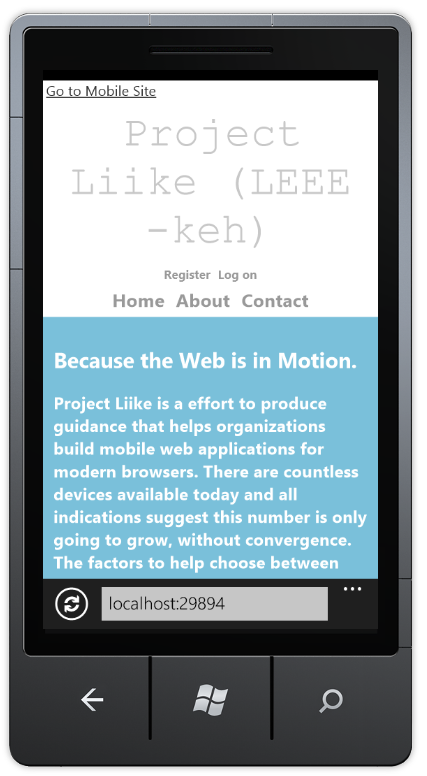 Go to Mobile Site
Project
Liike (LEEE
-keh)
Register Log on
Home About Contact
Because the Web is in Motion.
Project Liike is a effort to produce
guidance that helps organizations
build mobile web applications for
modern browsers. There are countless
devices available today and all
indications suggest this number is only
going to grow, without convergence.
The factors to help choose between
localhost:29894